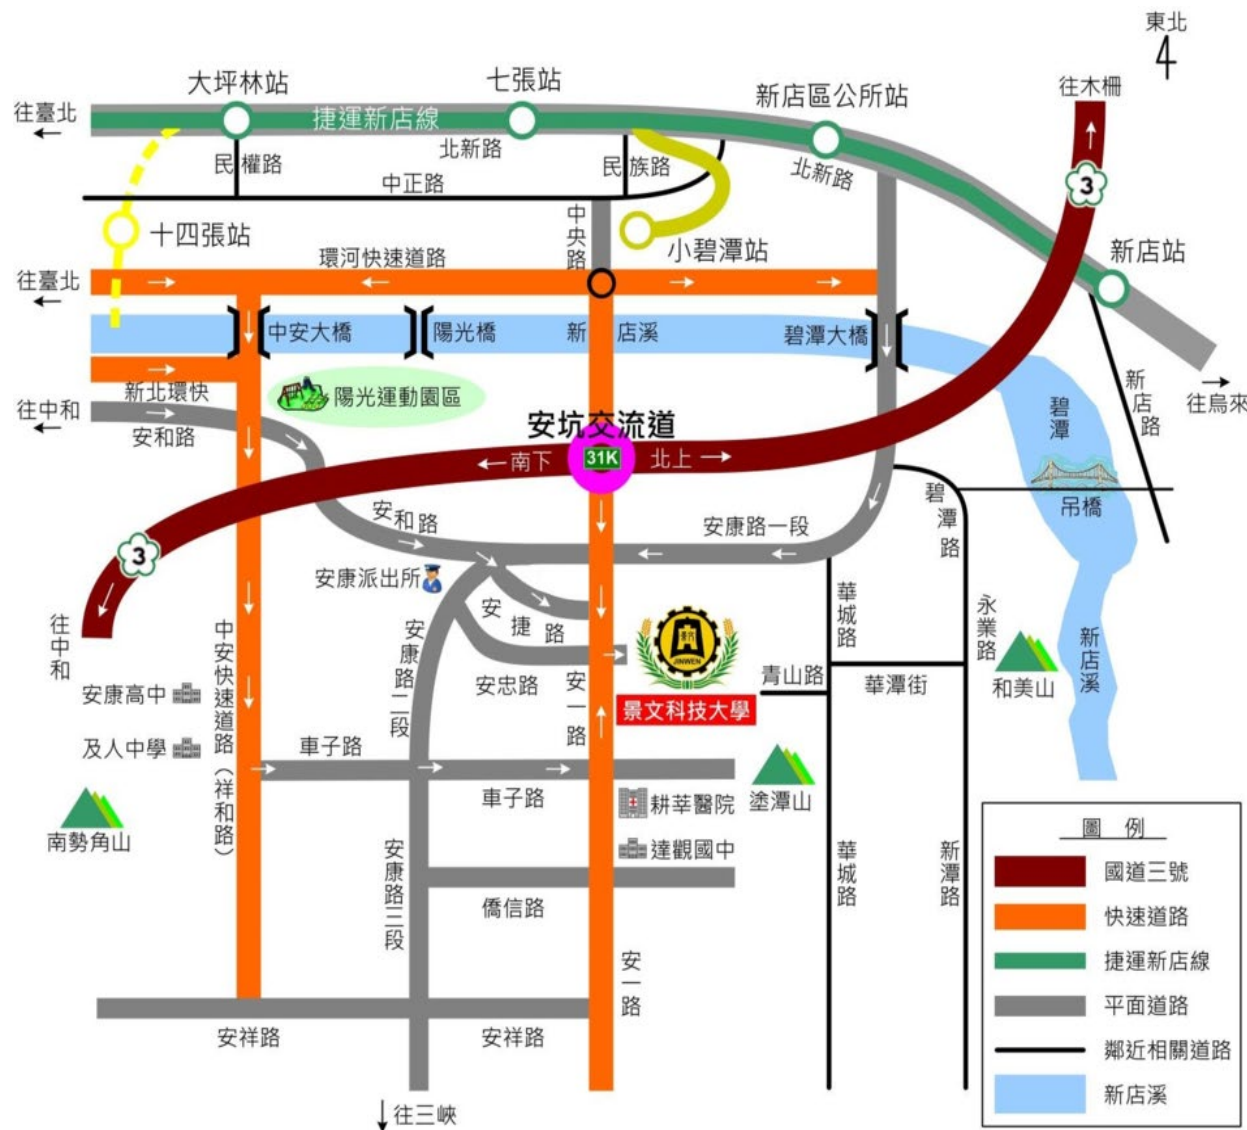 東北
往木柵
大坪林站
七張站
新店區公所站
往臺北
捷運新店線
民權路
北新路
民族路
北新路
中正路
3
十四張站
中央路
小碧潭站
新店站
環河快速道路
往臺北
中安大橋
陽光橋
新店溪
碧潭大橋
新北環快
陽光運動園區
新店路
往烏來
往中和
安和路
安坑交流道
碧潭
南下
31K
北上
碧潭路
吊橋
安和路
安康路一段
3
安康派出所
往中和
安捷路
華城路
永業路
新店溪
中安快速道路（祥和路）
安康路二段
景文
JINWEN
安忠路
安一路
青山路
華潭街
和美山
安康高中
景文科技大學
及人中學
車子路
車子路
塗潭山
耕莘醫院
南勢角山
達觀國中
安康路三段
華城路
新潭路
僑信路
安一路
安祥路
安祥路
往三峽
圖 例
國道三號
快速道路
捷運新店線
平面道路
鄰近相關道路
新店溪